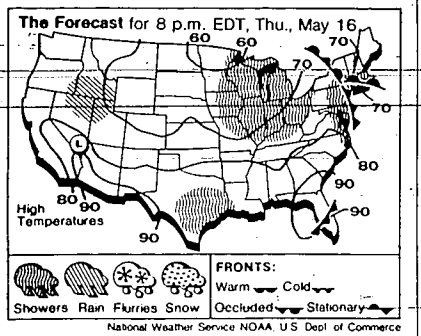 The Forecast for 8 p.m. EDT, Thu., May 16
60 60 70 70
70
80
90
90
L
80 90
90
High
Temperatures
Showers Rain Flurries Snow
FRONTS:
Warm Cold
Occluded Stationary
National Weather Service NOAA, U.S. Dept. of Commerce